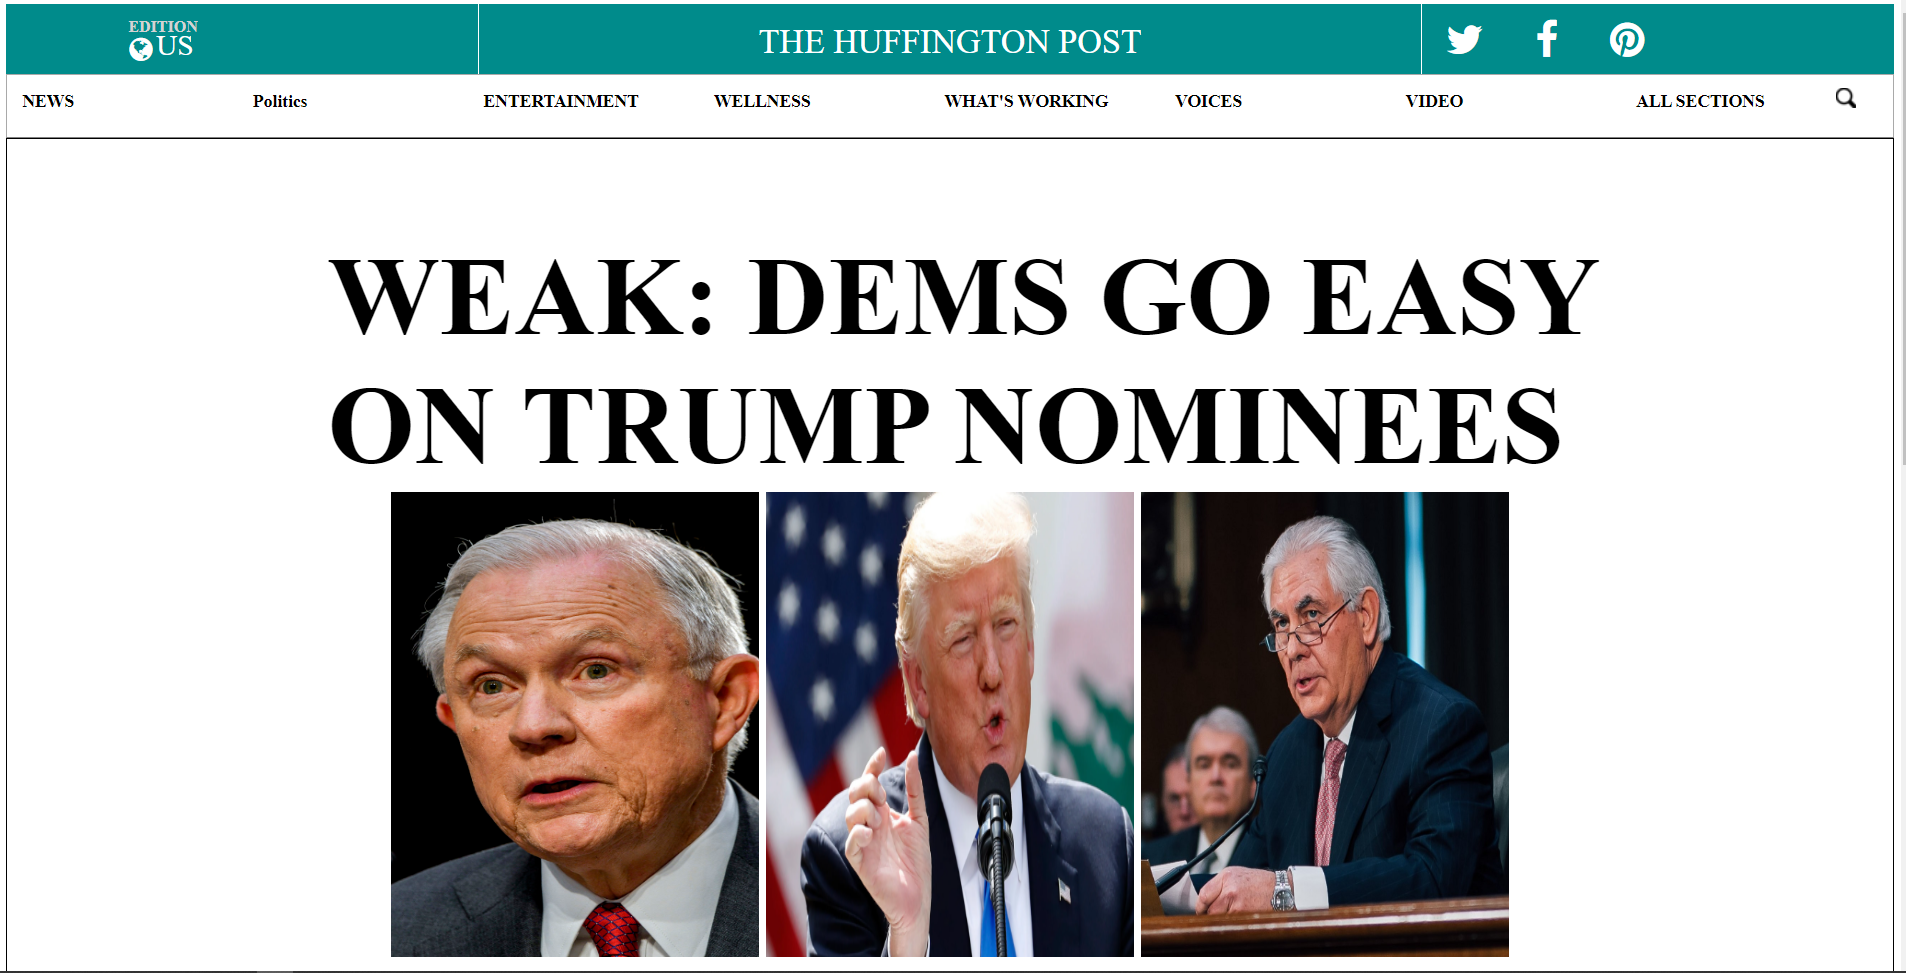 EDITION
US
THE HUFFINGTON POST
NEWS
Politics
ENTERTAINMENT
WELLNESS
WHAT'S WORKING
VOICES
VIDEO
ALL SECTIONS
WEAK: DEMS GO EASY
ON TRUMP NOMINEES